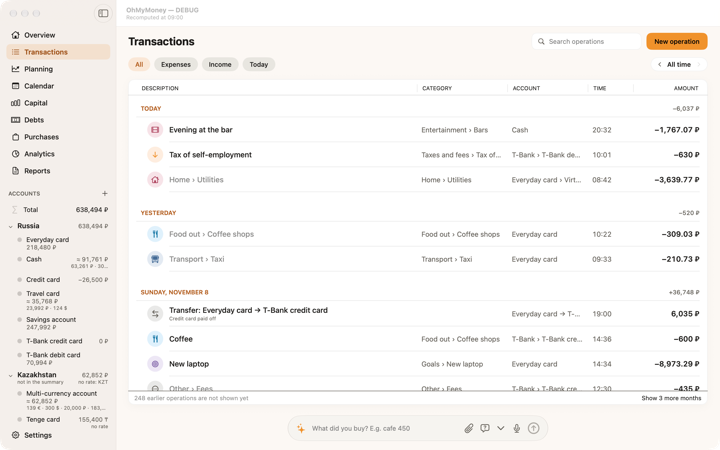 OhMyMoney — DEBUG
Recomputed at 09:00
Overview
Transactions
Planning
Calendar
Capital
Debts
Purchases
Analytics
Reports
ACCOUNTS
Total 638,494 ₽
Russia 638,494 ₽
Everyday card
218,480 ₽
Cash ≈ 91,761 ₽
63,261 ₽ · 30...
Credit card −26,500 ₽
Travel card
≈ 35,768 ₽
23,992 ₽ · 124 $
Savings account
247,992 ₽
T-Bank credit card 0 ₽
T-Bank debit card
70,994 ₽
Kazakhstan 62,852 ₽
not in the summary no rate: KZT
Multi-currency account
≈ 62,852 ₽
139 € · 300 $ · 20,000 ₽ · 183,...
Tenge card 155,400 ₸
no rate
Settings
Transactions
Search operations
New operation
All Expenses Income Today
All time
DESCRIPTION CATEGORY ACCOUNT TIME AMOUNT
TODAY −6,037 ₽
Evening at the bar Entertainment › Bars Cash 20:32 −1,767.07 ₽
Tax of self-employment Taxes and fees › Tax of... T-Bank › T-Bank de... 10:01 −630 ₽
Home › Utilities Home › Utilities Everyday card › Virt... 08:42 −3,639.77 ₽
YESTERDAY −520 ₽
Food out › Coffee shops Food out › Coffee shops Everyday card 10:22 −309.03 ₽
Transport › Taxi Transport › Taxi Everyday card 09:33 −210.73 ₽
SUNDAY, NOVEMBER 8 +36,748 ₽
Transfer: Everyday card → T-Bank credit card Everyday card → T-... 19:00 6,035 ₽
Credit card paid off
Coffee Food out › Coffee shops T-Bank › T-Bank cre... 14:36 −600 ₽
New laptop Goals › New laptop Everyday card 14:34 −8,973.29 ₽
Other › Fees Other › Fees T-Bank › T-Bank cre... 12:30 −435 ₽
248 earlier operations are not shown yet Show 3 more months
What did you buy? E.g. cafe 450